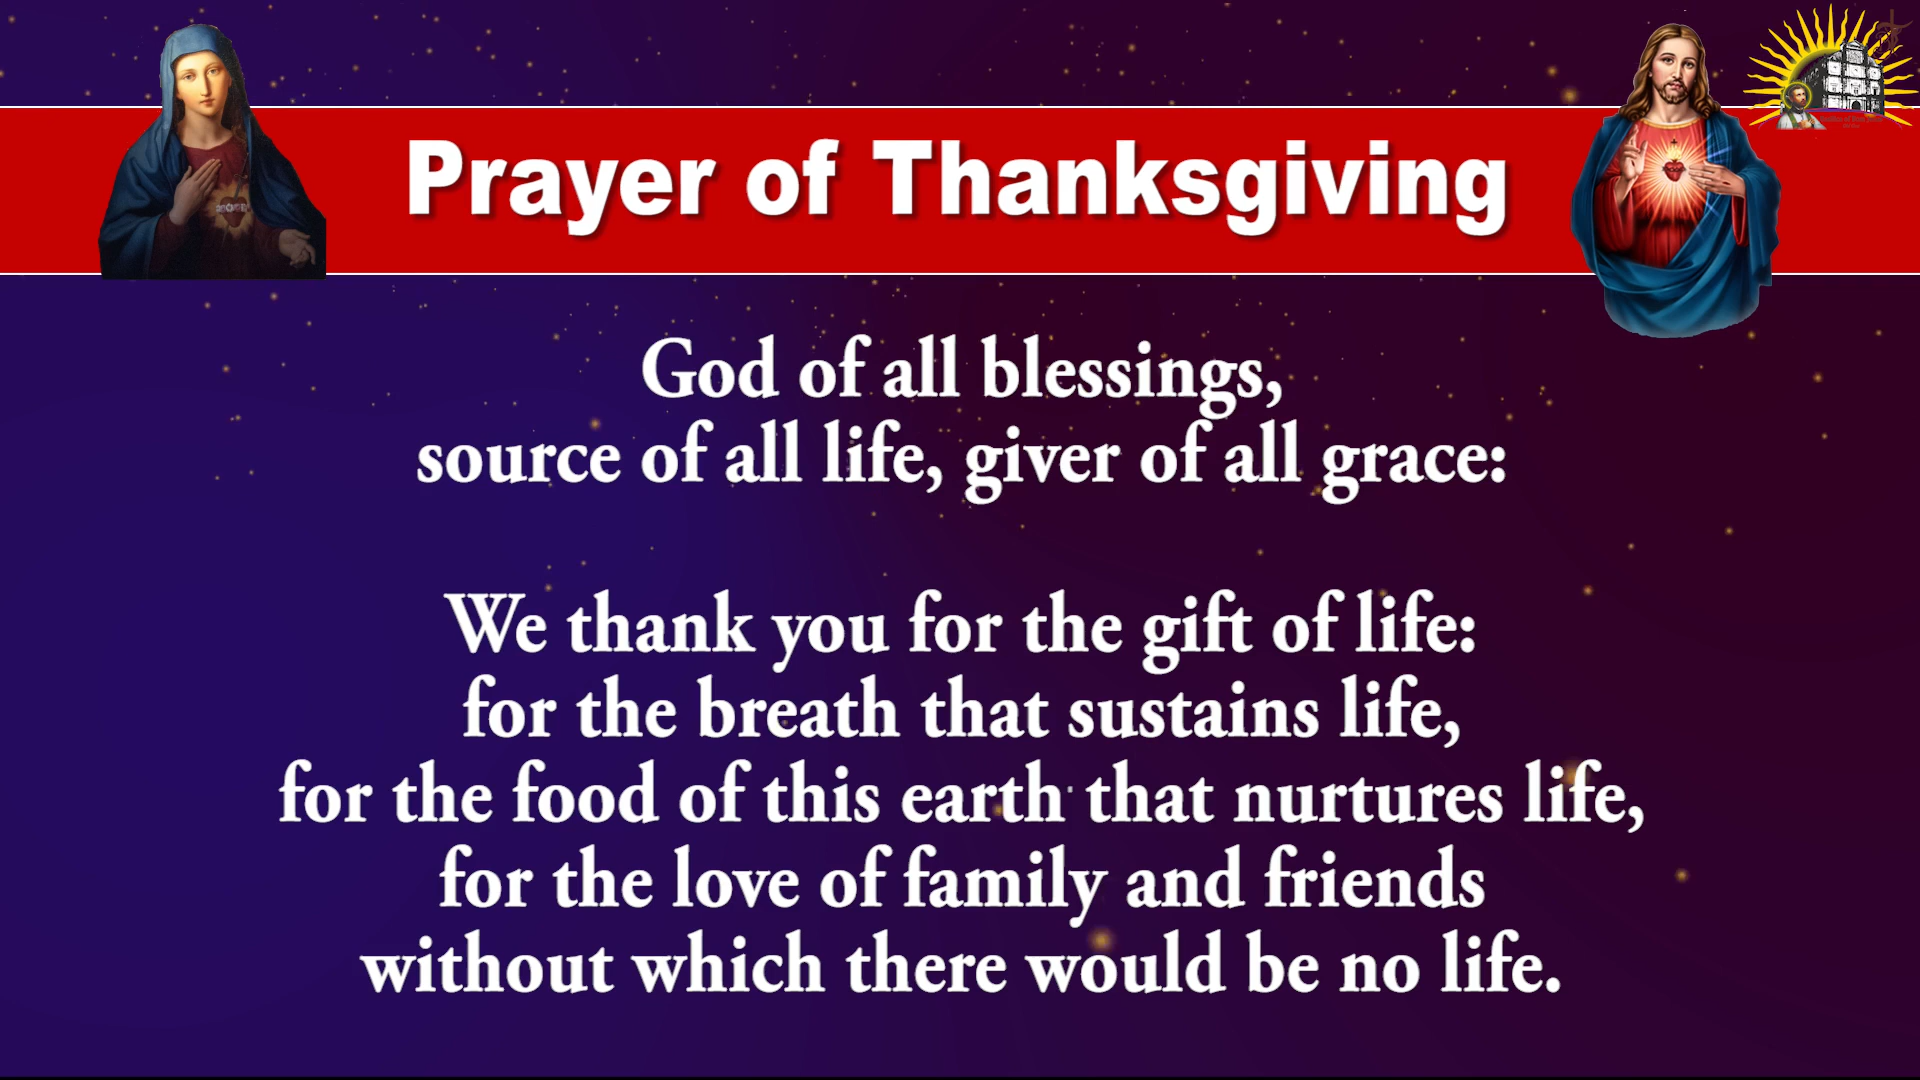 Prayer of Thanksgiving
God of all blessings,
source of all life, giver of all grace:
We thank you for the gift of life:
for the breath that sustains life,
for the food of this earth that nurtures life,
for the love of family and friends
without which there would be no life.